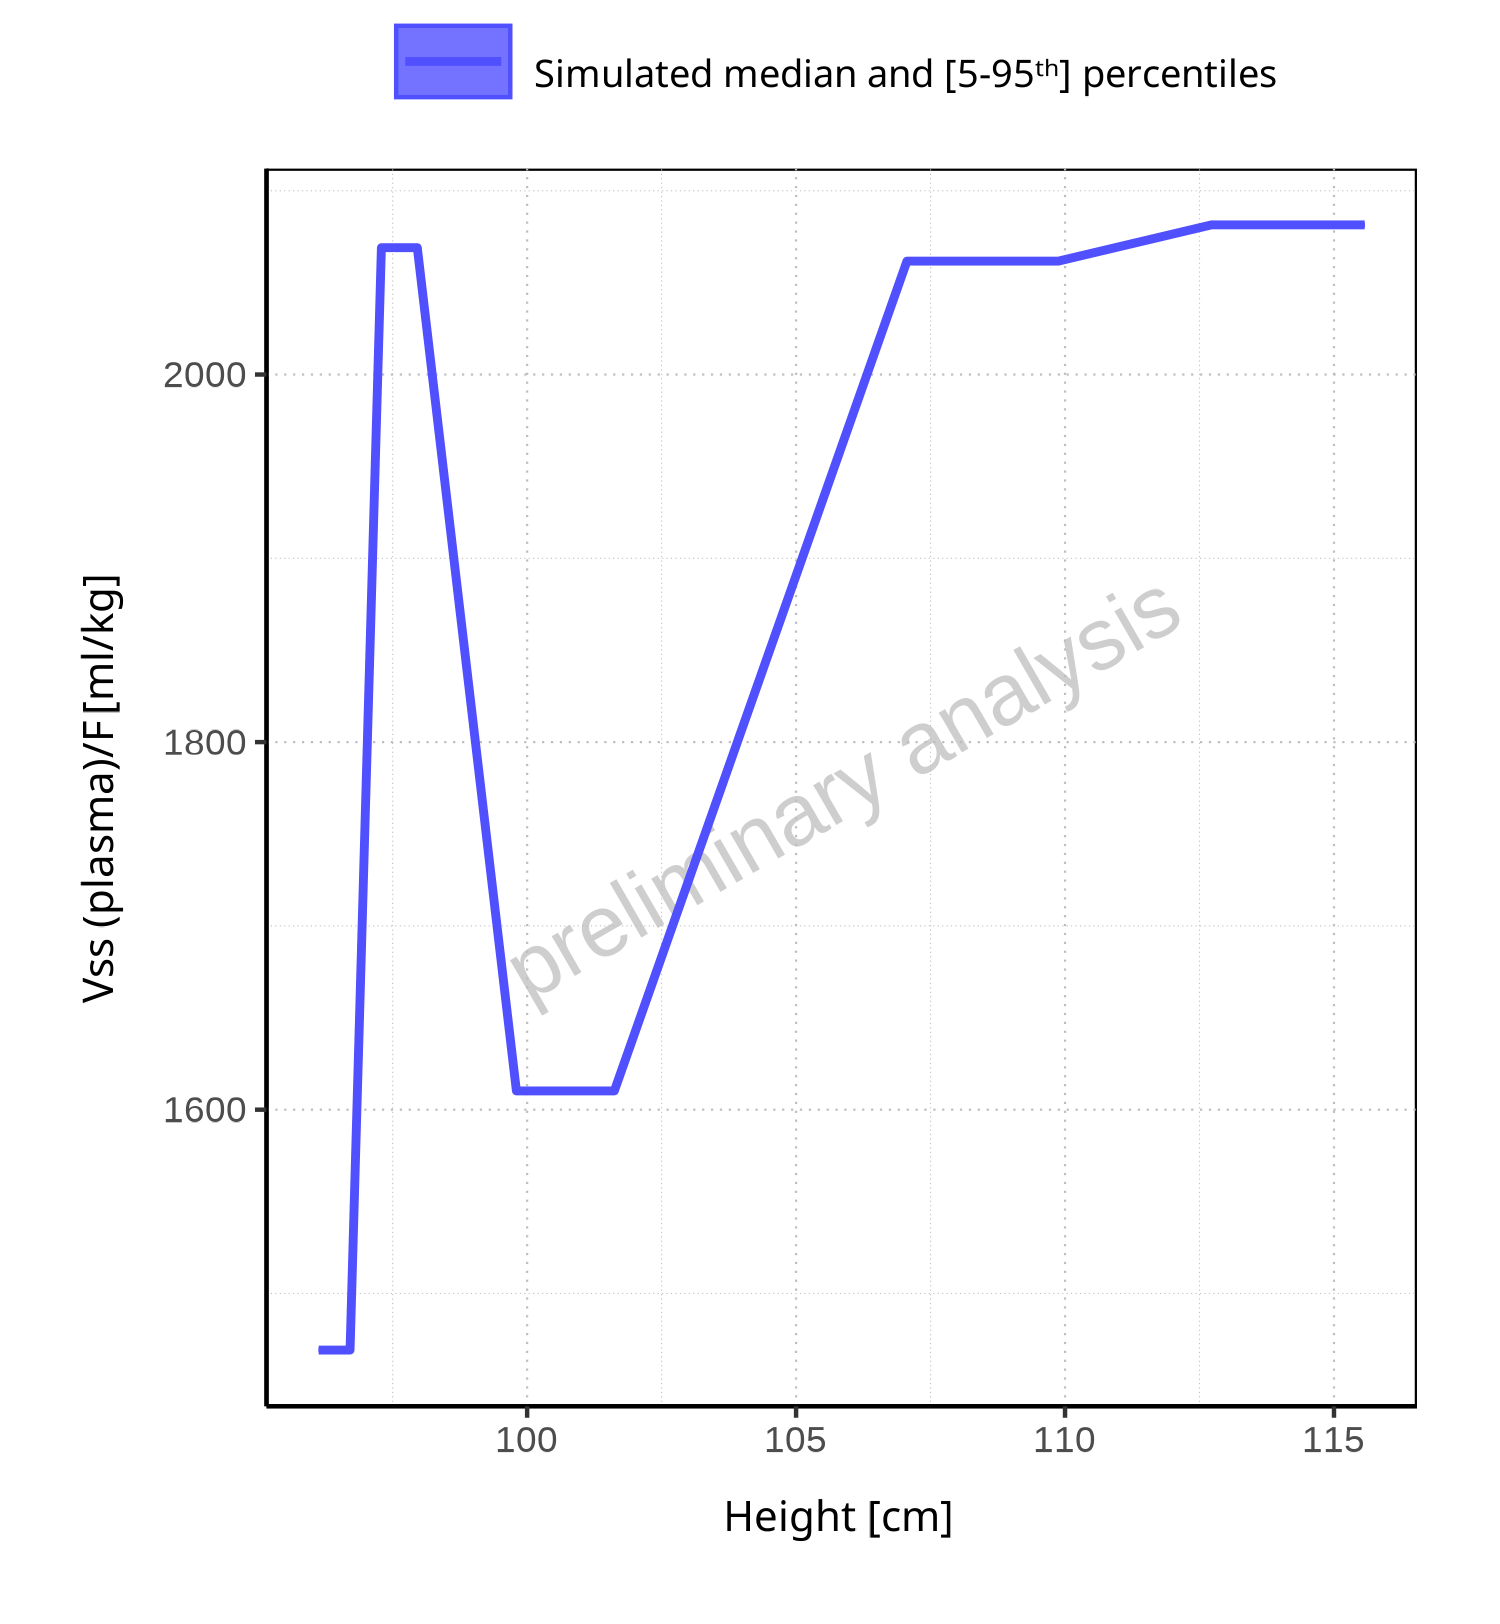 Simulated median and [5-95ᵗʰ] percentiles
2000
1800
1600
Vss (plasma)/F [ml/kg]
preliminary analysis
100 105 110 115
Height [cm]